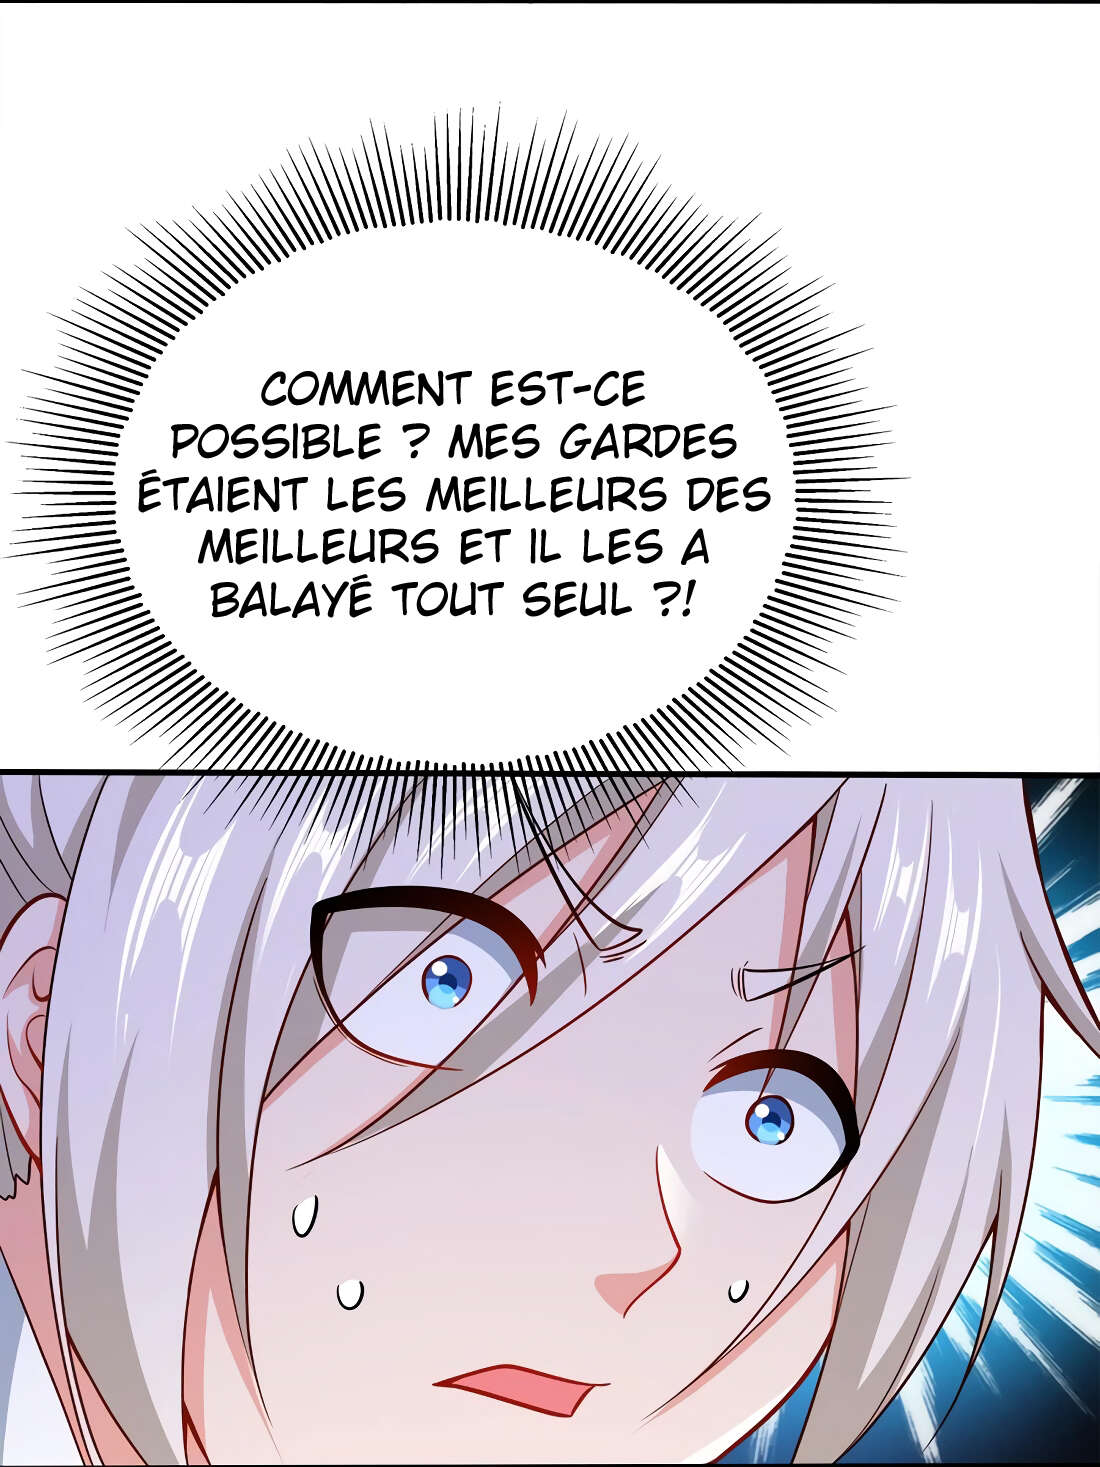 COMMENT EST-CE
POSSIBLE ? MES GARDES
ÉTAIENT LES MEILLEURS DES
MEILLEURS ET IL LES A
BALAYÉ TOUT SEUL ?!